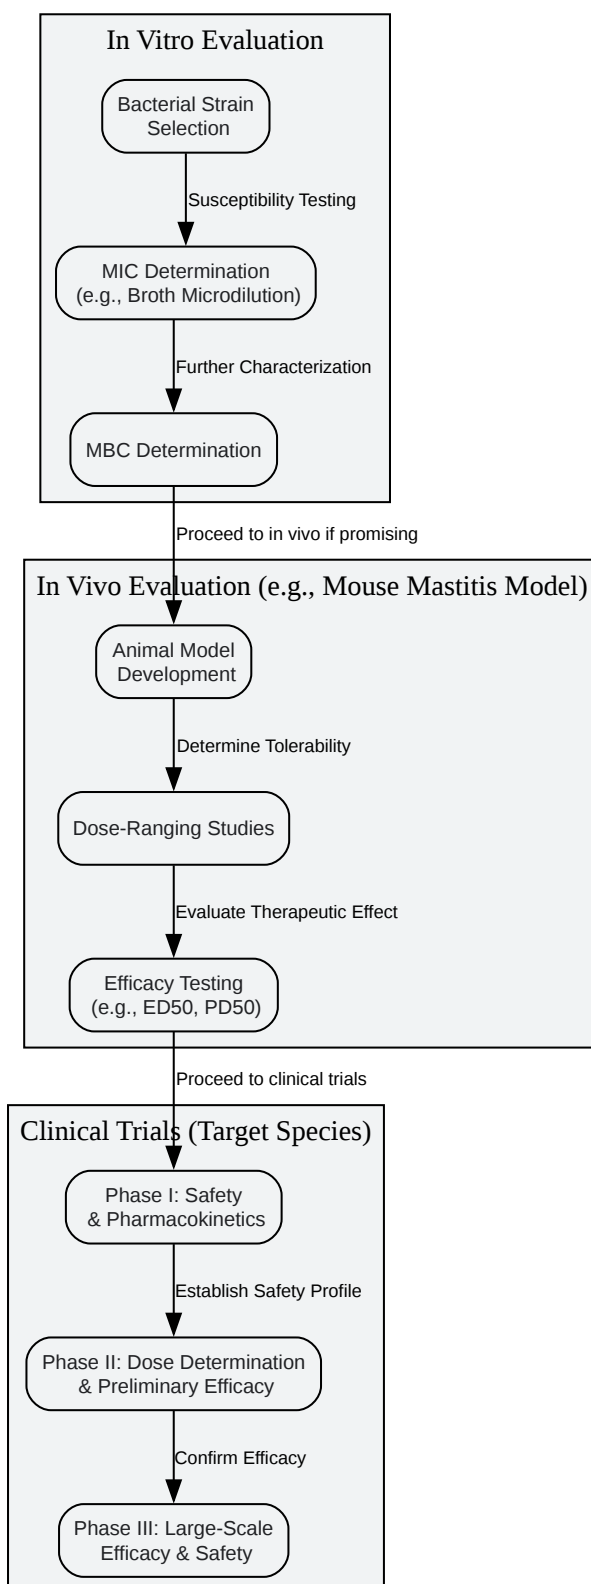 In Vitro Evaluation
Bacterial Strain
Selection
Susceptibility Testing
MIC Determination
(e.g., Broth Microdilution)
Further Characterization
MBC Determination
Proceed to in vivo if promising
In Vivo Evaluation (e.g., Mouse Mastitis Model)
Animal Model
Development
Determine Tolerability
Dose-Ranging Studies
Evaluate Therapeutic Effect
Efficacy Testing
(e.g., ED50, PD50)
Proceed to clinical trials
Clinical Trials (Target Species)
Phase I: Safety
& Pharmacokinetics
Establish Safety Profile
Phase II: Dose Determination
& Preliminary Efficacy
Confirm Efficacy
Phase III: Large-Scale
Efficacy & Safety